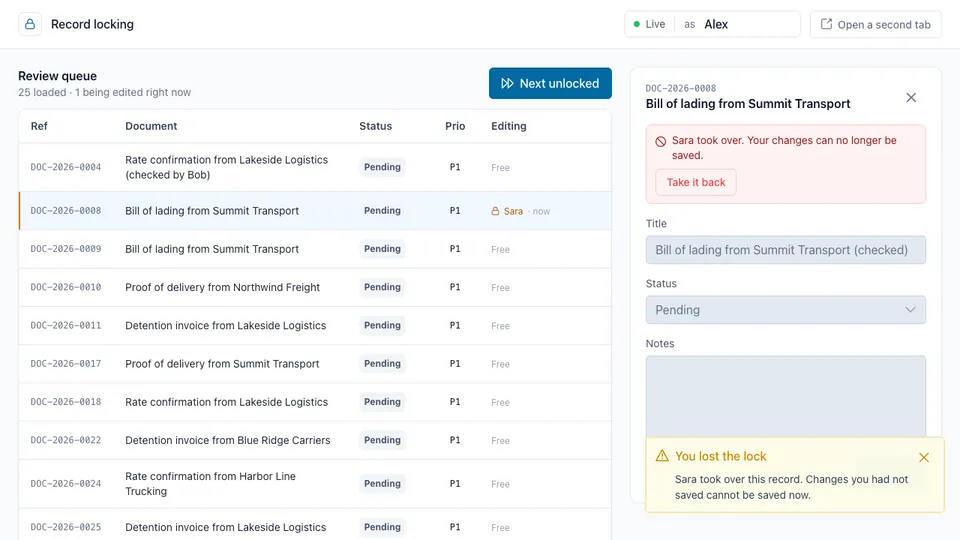 Record locking
Live as Alex
Open a second tab
Review queue
25 loaded · 1 being edited right now
Next unlocked
Ref Document Status Prio Editing
DOC-2026-0004 Rate confirmation from Lakeside Logistics (checked by Bob) Pending P1 Free
DOC-2026-0008 Bill of lading from Summit Transport Pending P1 Sara · now
DOC-2026-0009 Bill of lading from Summit Transport Pending P1 Free
DOC-2026-0010 Proof of delivery from Northwind Freight Pending P1 Free
DOC-2026-0011 Detention invoice from Lakeside Logistics Pending P1 Free
DOC-2026-0017 Proof of delivery from Summit Transport Pending P1 Free
DOC-2026-0018 Rate confirmation from Lakeside Logistics Pending P1 Free
DOC-2026-0022 Detention invoice from Blue Ridge Carriers Pending P1 Free
DOC-2026-0024 Rate confirmation from Harbor Line Trucking Pending P1 Free
DOC-2026-0025 Detention invoice from Lakeside Logistics Pending P1 Free
DOC-2026-0008
Bill of lading from Summit Transport
Sara took over. Your changes can no longer be
saved.
Take it back
Title
Bill of lading from Summit Transport (checked)
Status
Pending
Notes
You lost the lock
Sara took over this record. Changes you had not
saved cannot be saved now.